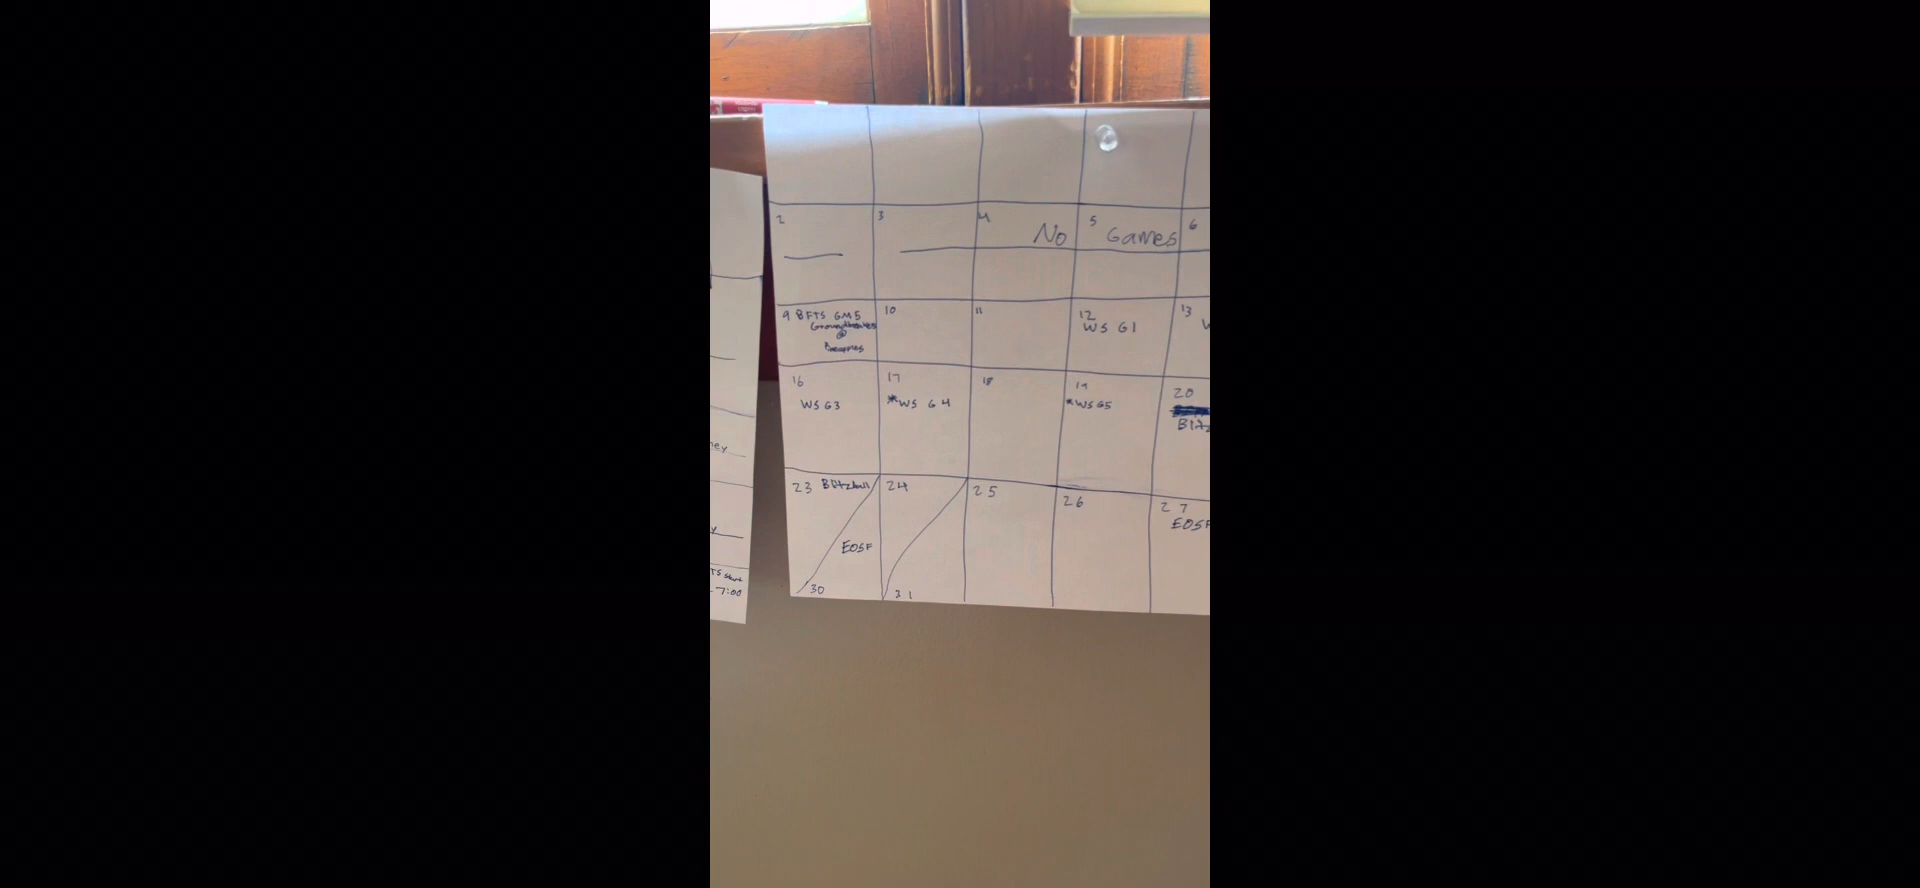 2
3
4
No
5
Games
6
9 BFTS GM5
Groundbreakers
@
10
11
12
WS G1
13
16
WS G3
17
*WS G4
18
19
*WS G5
20
Blitz
23 Blitzball
EOSF
30
24
31
25
26
27
EOSF
ney
y
TS Start
7:00